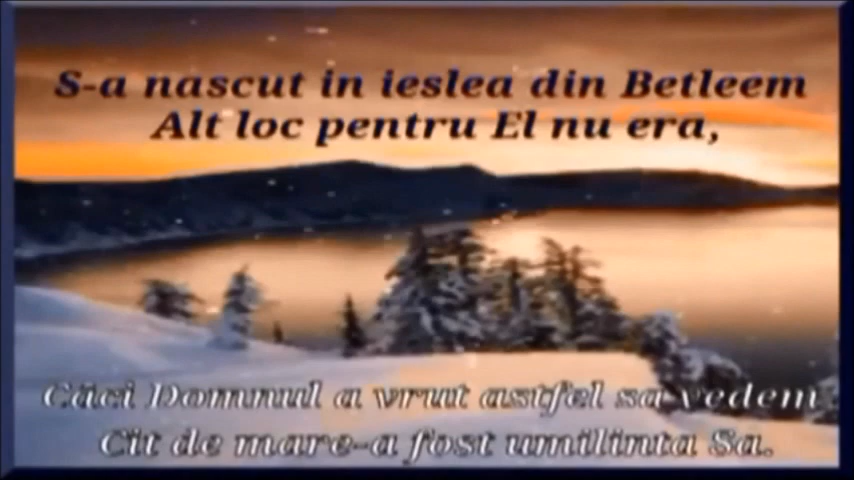 S-a nascut in ieslea din Betleem
Alt loc pentru El nu era,
Căci Domnul a vrut astfel sa vedem
Cit de mare-a fost umilinta Sa.